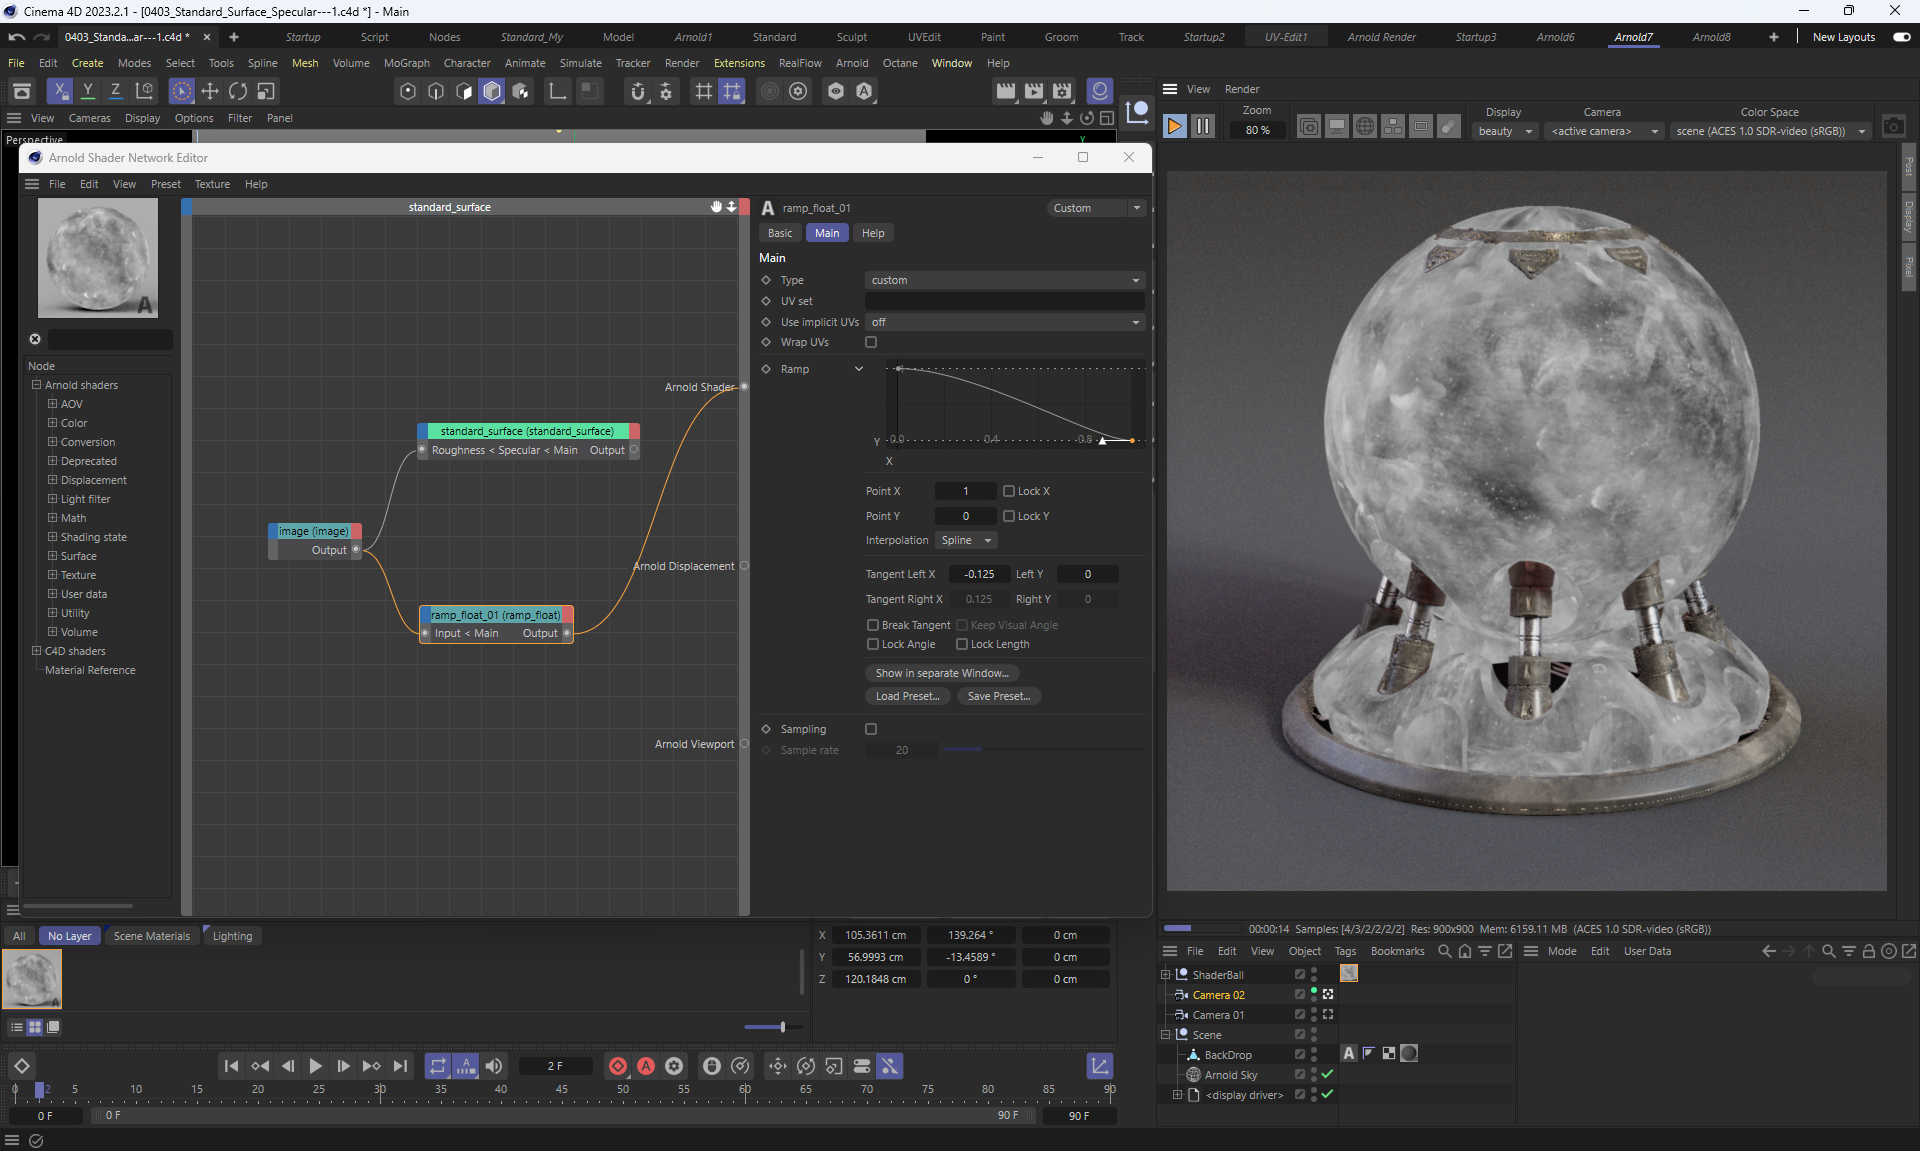 Cinema 4D 2023.2.1 - [0403_Standard_Surface_Specular---1.c4d *] - Main
0403_Standa...ar---1.c4d *
Startup Script Nodes Standard_My Model Arnold1 Standard Sculpt UVEdit Paint Groom Track Startup2 UV-Edit1 Arnold Render Startup3 Arnold6 Arnold7 Arnold8 New Layouts
File Edit Create Modes Select Tools Spline Mesh Volume MoGraph Character Animate Simulate Tracker Render Extensions RealFlow Arnold Octane Window Help
X Y Z
View Cameras Display Options Filter Panel
View Render
Zoom
80 %
Display
beauty
Camera
<active camera>
Color Space
scene (ACES 1.0 SDR-video (sRGB))
Post
Display
Pixel
Perspective
Y
Arnold Shader Network Editor
File Edit View Preset Texture Help
A
Node
Arnold shaders
AOV
Color
Conversion
Deprecated
Displacement
Light filter
Math
Shading state
Surface
Texture
User data
Utility
Volume
C4D shaders
Material Reference
standard_surface
Arnold Shader
standard_surface (standard_surface)
Roughness < Specular < Main Output
image (image)
Output
Arnold Displacement
ramp_float_01 (ramp_float)
Input < Main Output
Arnold Viewport
A ramp_float_01 Custom
Basic Main Help
Main
Type custom
UV set
Use implicit UVs off
Wrap UVs
Ramp
Y 0.0 0.4 0.8
X
Point X 1 Lock X
Point Y 0 Lock Y
Interpolation Spline
Tangent Left X -0.125 Left Y 0
Tangent Right X 0.125 Right Y 0
Break Tangent Keep Visual Angle
Lock Angle Lock Length
Show in separate Window...
Load Preset... Save Preset...
Sampling
Sample rate 20
00:00:14 Samples: [4/3/2/2/2/2] Res: 900x900 Mem: 6159.11 MB (ACES 1.0 SDR-video (sRGB))
All No Layer Scene Materials Lighting
X 105.3611 cm 139.264 ° 0 cm
Y 56.9993 cm -13.4589 ° 0 cm
Z 120.1848 cm 0 ° 0 cm
File Edit View Object Tags Bookmarks
Mode Edit User Data
ShaderBall
Camera 02
Camera 01
Scene
BackDrop
Arnold Sky
<display driver>
2 F
0 2 5 10 15 20 25 30 35 40 45 50 55 60 65 70 75 80 85 90
0 F 0 F 90 F 90 F